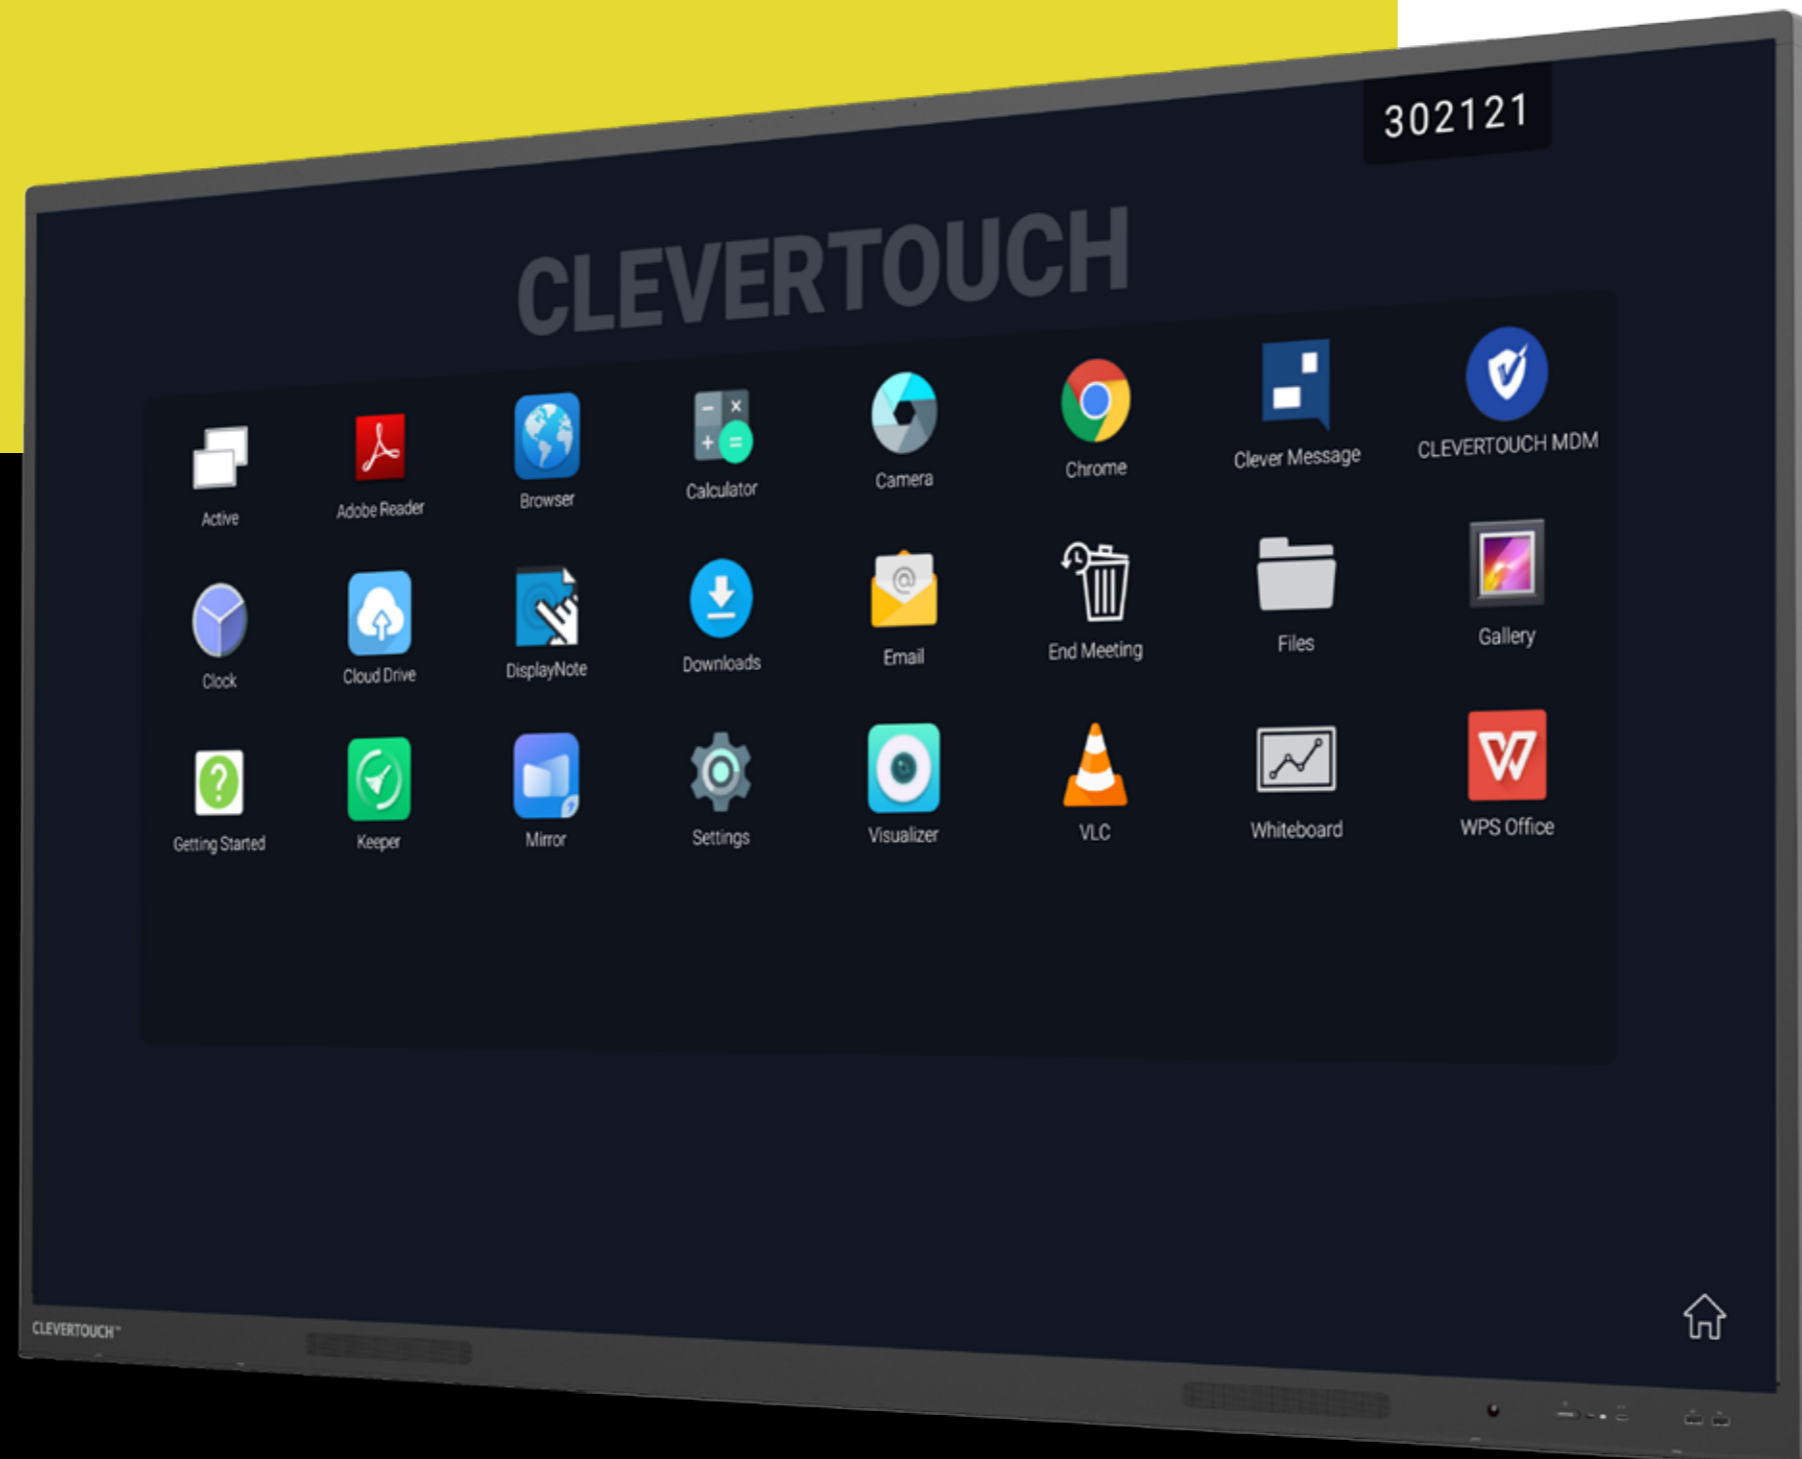 302121
CLEVERTOUCH
Active
Adobe Reader
Browser
Calculator
Camera
Chrome
Clever Message
CLEVERTOUCH MDM
Clock
Cloud Drive
DisplayNote
Downloads
Email
End Meeting
Files
Gallery
Getting Started
Keeper
Mirror
Settings
Visualizer
VLC
Whiteboard
WPS Office
CLEVERTOUCH™